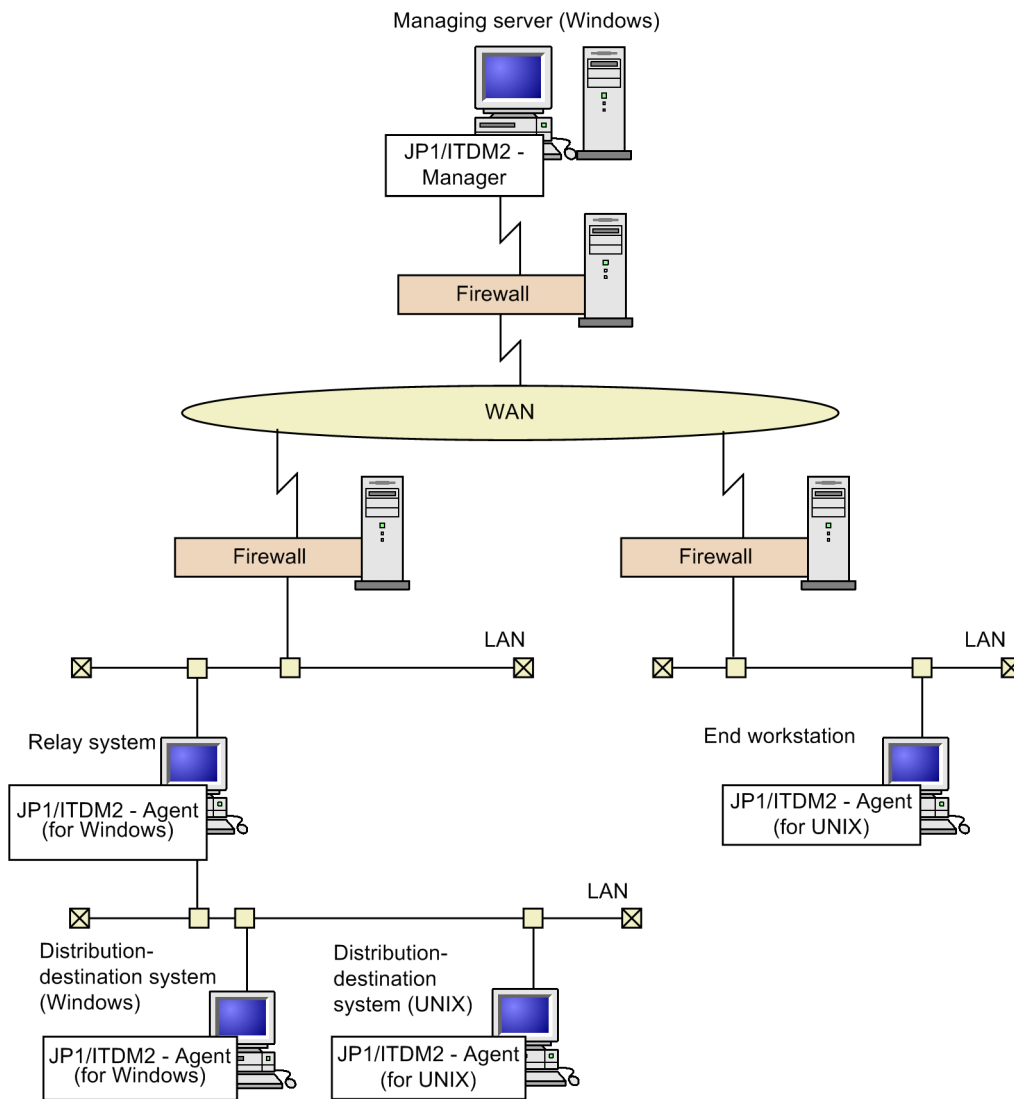 Managing server (Windows)
JP1/ITDM2 -
Manager
Firewall
WAN
Firewall
Firewall
LAN
LAN
Relay system
JP1/ITDM2 - Agent
(for Windows)
End workstation
JP1/ITDM2 - Agent
(for UNIX)
LAN
Distribution-
destination system
(Windows)
JP1/ITDM2 - Agent
(for Windows)
Distribution-
destination
system (UNIX)
JP1/ITDM2 - Agent
(for UNIX)